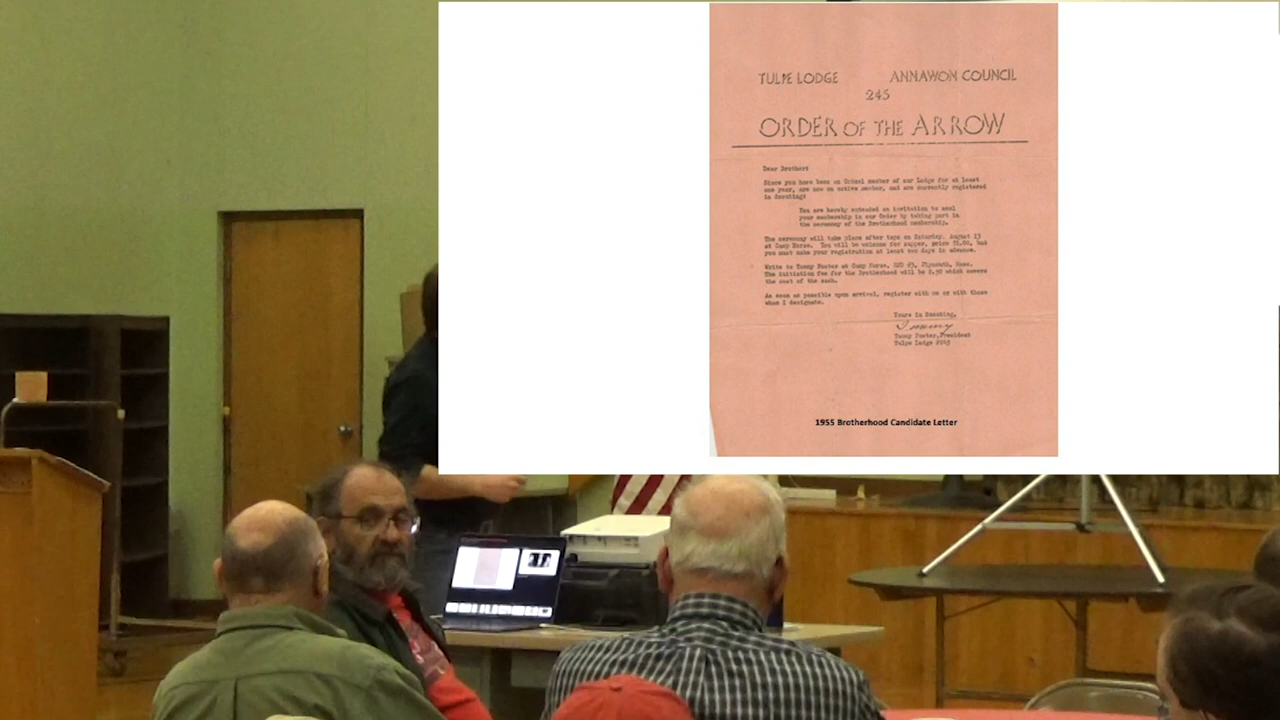 TULPE LODGE ANNAWON COUNCIL
245
ORDER OF THE ARROW
Dear Brother:
Since you have been an Ordeal member of our Lodge for at least
one year, are now an active member, and are currently registered
in Scouting:
You are hereby extended an invitation to seal
your membership in our Order by taking part in
the ceremony of the Brotherhood membership.
The ceremony will take place after taps on Saturday, August 13
at Camp Norse. You will be welcome for supper, price $1.00, but
you must make your registration at least two days in advance.
Write to Tommy Foster at Camp Norse, RFD #3, Plymouth, Mass.
The initiation fee for the Brotherhood will be 2.50 which covers
the cost of the sash.
As soon as possible upon arrival, register with me or with those
whom I designate.
Yours in Scouting,
Tommy
Tommy Foster, President
Tulpe Lodge #245
1955 Brotherhood Candidate Letter